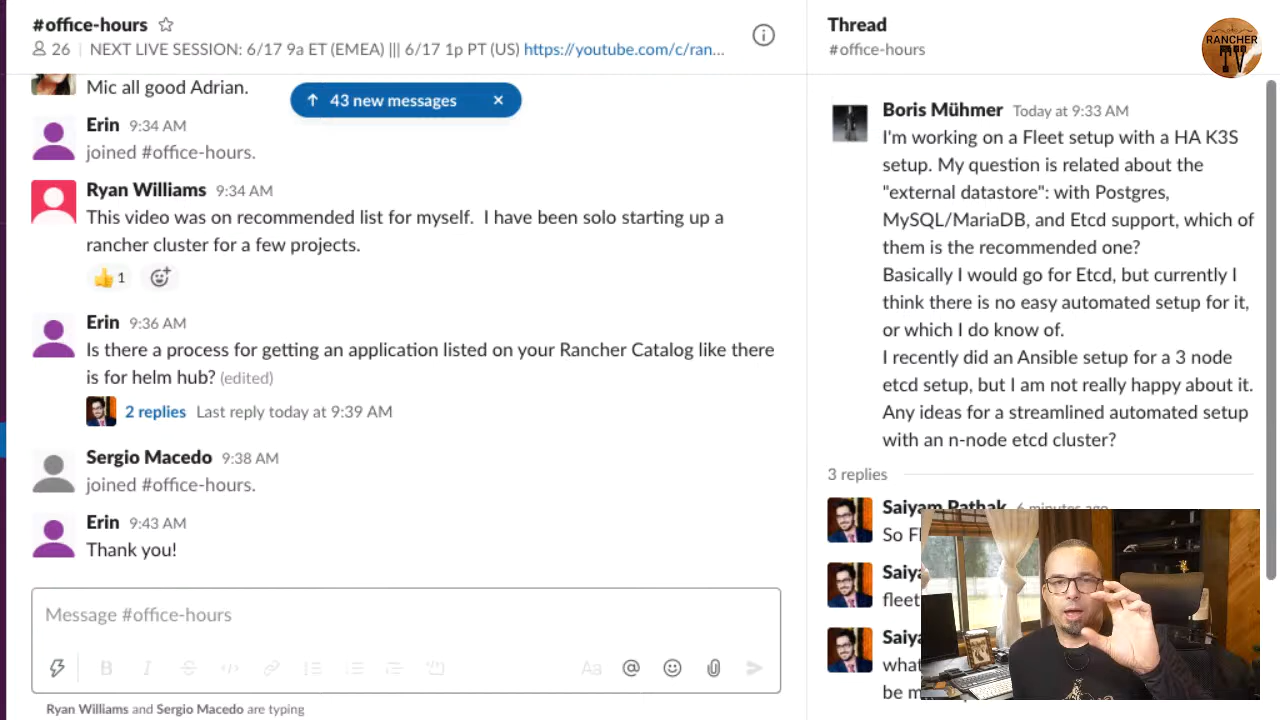 #office-hours
26 | NEXT LIVE SESSION: 6/17 9a ET (EMEA) ||| 6/17 1p PT (US) https://youtube.com/c/ran...
Mic all good Adrian.
43 new messages
Erin 9:34 AM
joined #office-hours.
Ryan Williams 9:34 AM
This video was on recommended list for myself. I have been solo starting up a
rancher cluster for a few projects.
1
Erin 9:36 AM
Is there a process for getting an application listed on your Rancher Catalog like there
is for helm hub? (edited)
2 replies Last reply today at 9:39 AM
Sergio Macedo 9:38 AM
joined #office-hours.
Erin 9:43 AM
Thank you!
Message #office-hours
B I S </> Aa @
Ryan Williams and Sergio Macedo are typing
Thread
#office-hours
RANCHER
TV
Boris Mühmer Today at 9:33 AM
I'm working on a Fleet setup with a HA K3S
setup. My question is related about the
"external datastore": with Postgres,
MySQL/MariaDB, and Etcd support, which of
them is the recommended one?
Basically I would go for Etcd, but currently I
think there is no easy automated setup for it,
or which I do know of.
I recently did an Ansible setup for a 3 node
etcd setup, but I am not really happy about it.
Any ideas for a streamlined automated setup
with an n-node etcd cluster?
3 replies
Saiyam Pathak 6 minutes ago
So
fleet
be